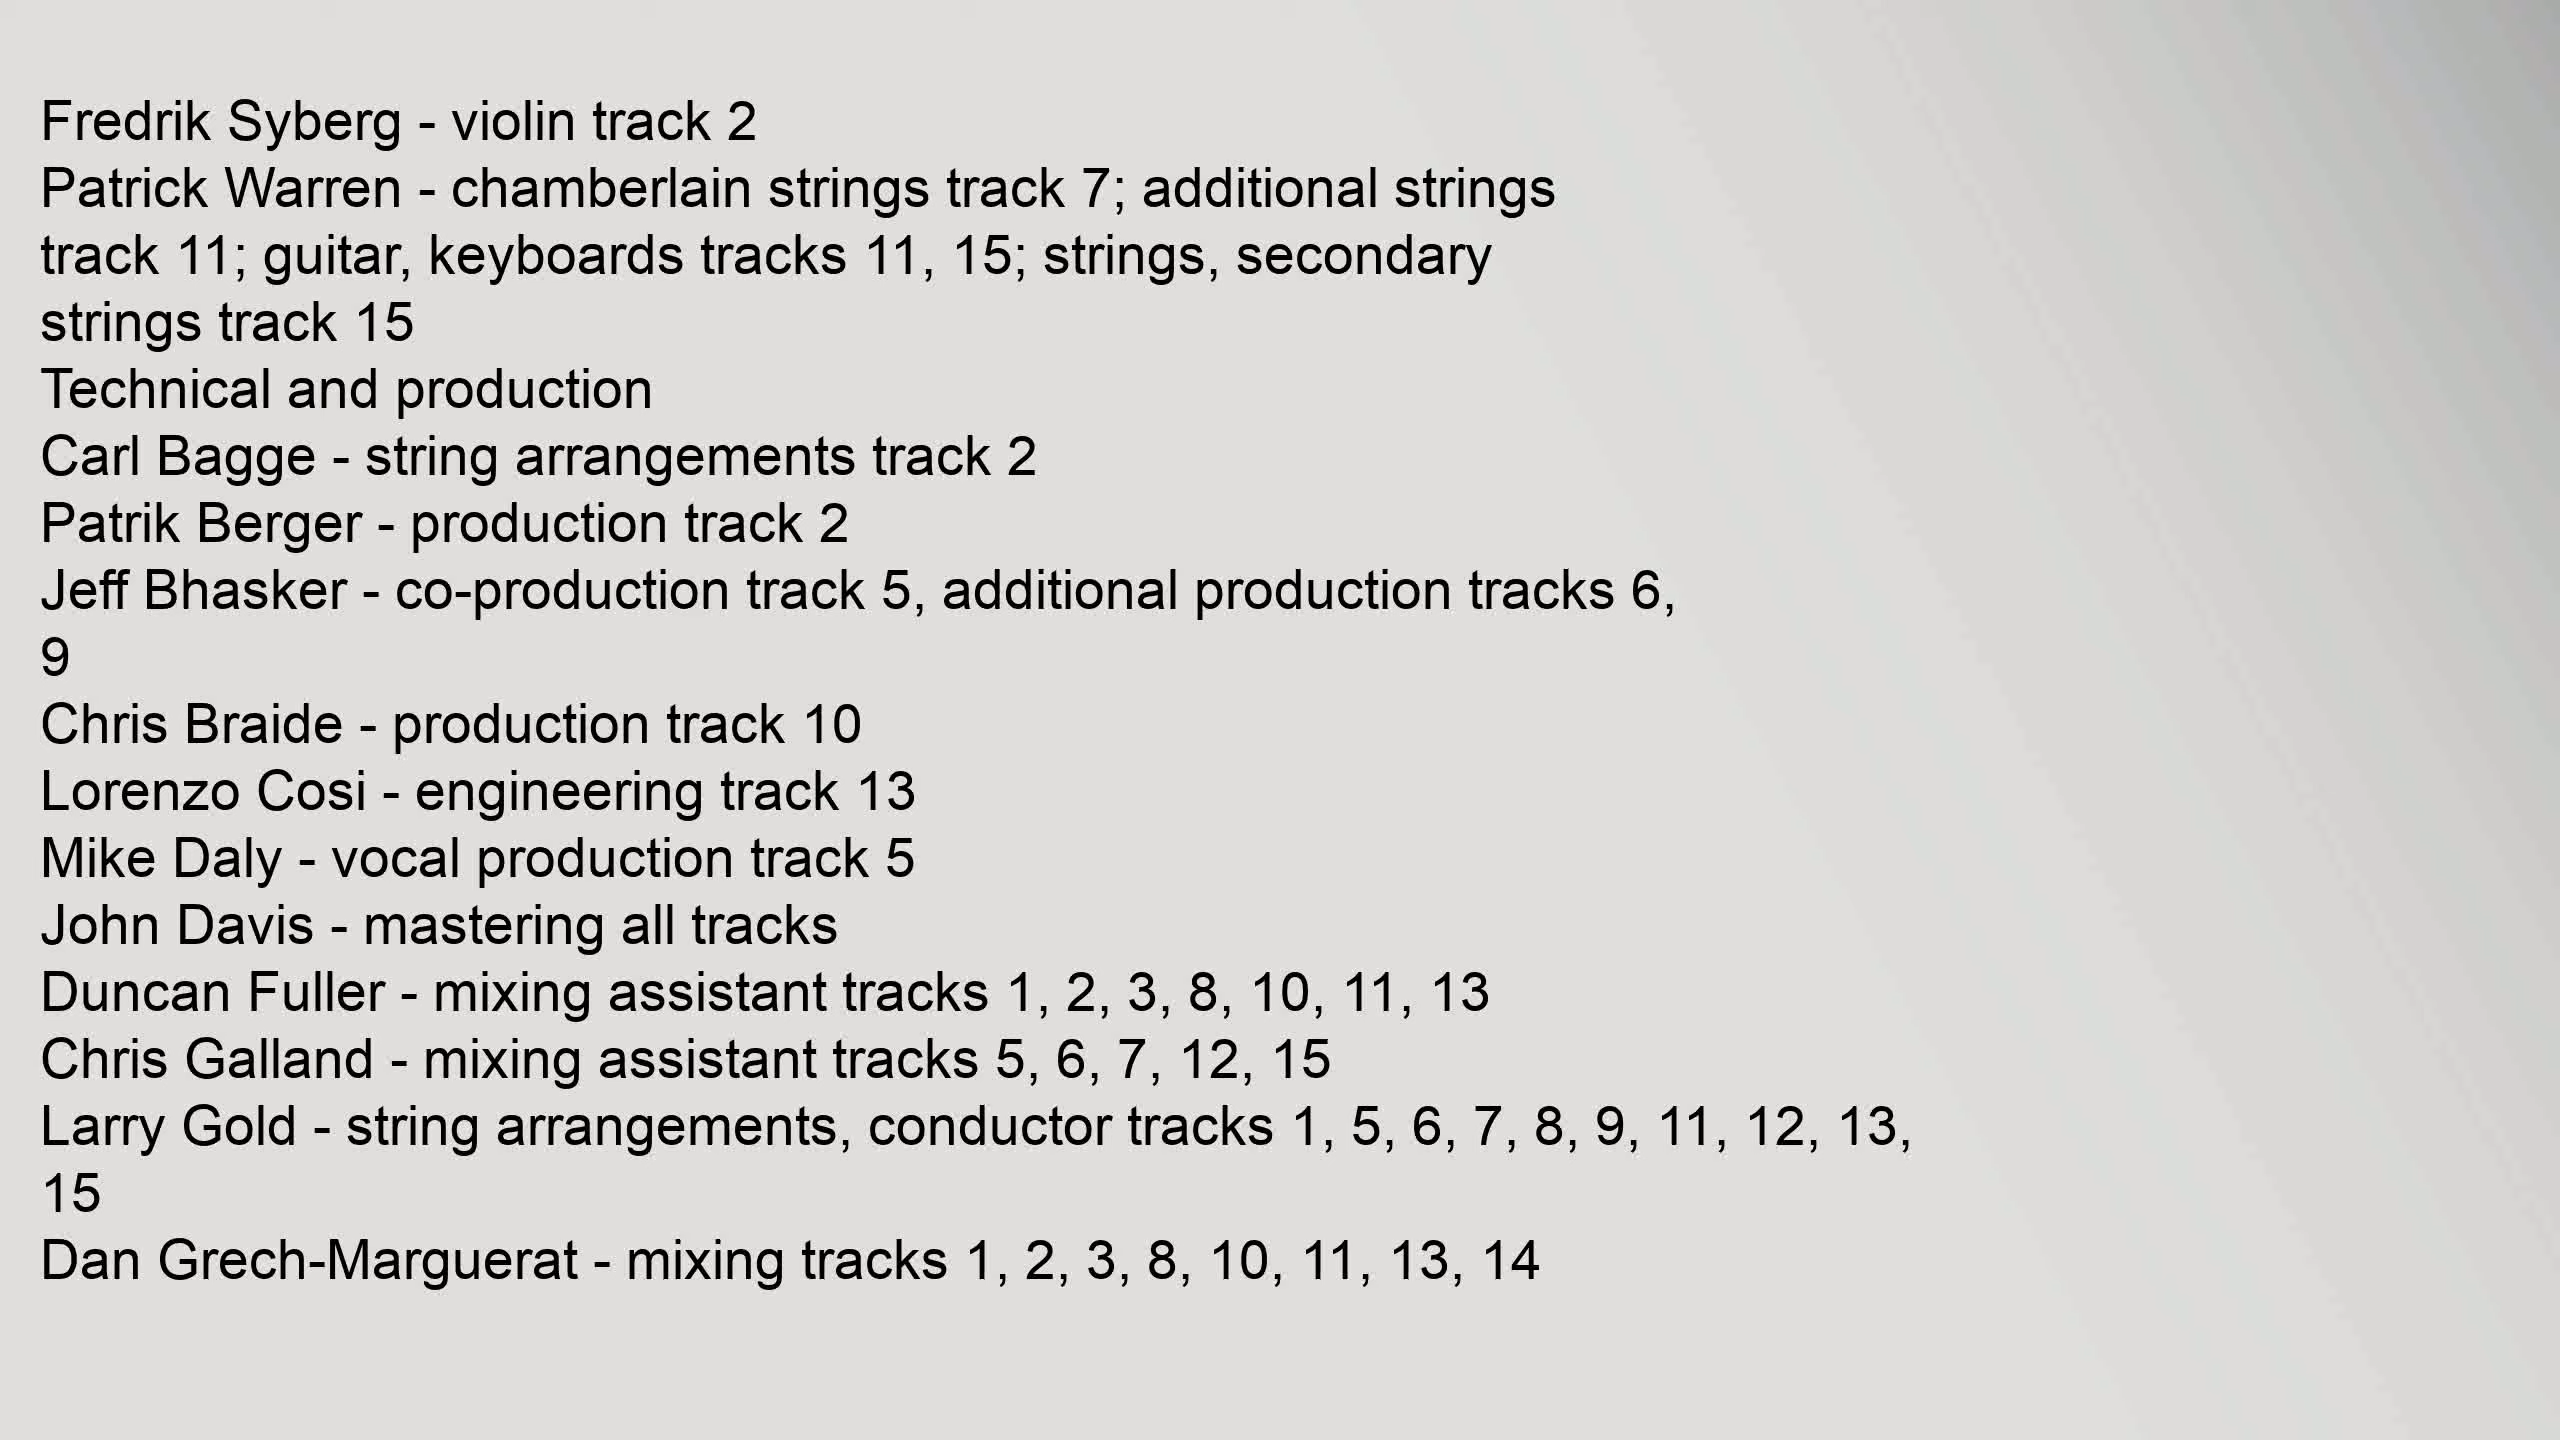 Fredrik Syberg - violin track 2
Patrick Warren - chamberlain strings track 7; additional strings
track 11; guitar, keyboards tracks 11, 15; strings, secondary
strings track 15
Technical and production
Carl Bagge - string arrangements track 2
Patrik Berger - production track 2
Jeff Bhasker - co-production track 5, additional production tracks 6,
9
Chris Braide - production track 10
Lorenzo Cosi - engineering track 13
Mike Daly - vocal production track 5
John Davis - mastering all tracks
Duncan Fuller - mixing assistant tracks 1, 2, 3, 8, 10, 11, 13
Chris Galland - mixing assistant tracks 5, 6, 7, 12, 15
Larry Gold - string arrangements, conductor tracks 1, 5, 6, 7, 8, 9, 11, 12, 13,
15
Dan Grech-Marguerat - mixing tracks 1, 2, 3, 8, 10, 11, 13, 14